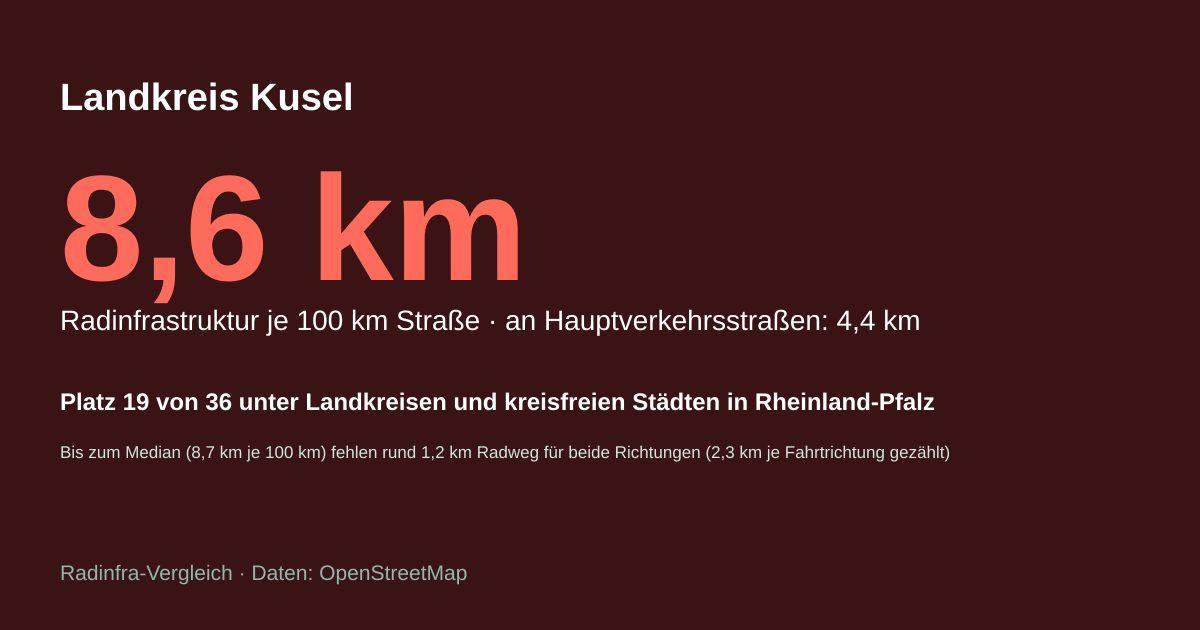 Landkreis Kusel
8,6 km
Radinfrastruktur je 100 km Straße · an Hauptverkehrsstraßen: 4,4 km
Platz 19 von 36 unter Landkreisen und kreisfreien Städten in Rheinland-Pfalz
Bis zum Median (8,7 km je 100 km) fehlen rund 1,2 km Radweg für beide Richtungen (2,3 km je Fahrtrichtung gezählt)
Radinfra-Vergleich · Daten: OpenStreetMap